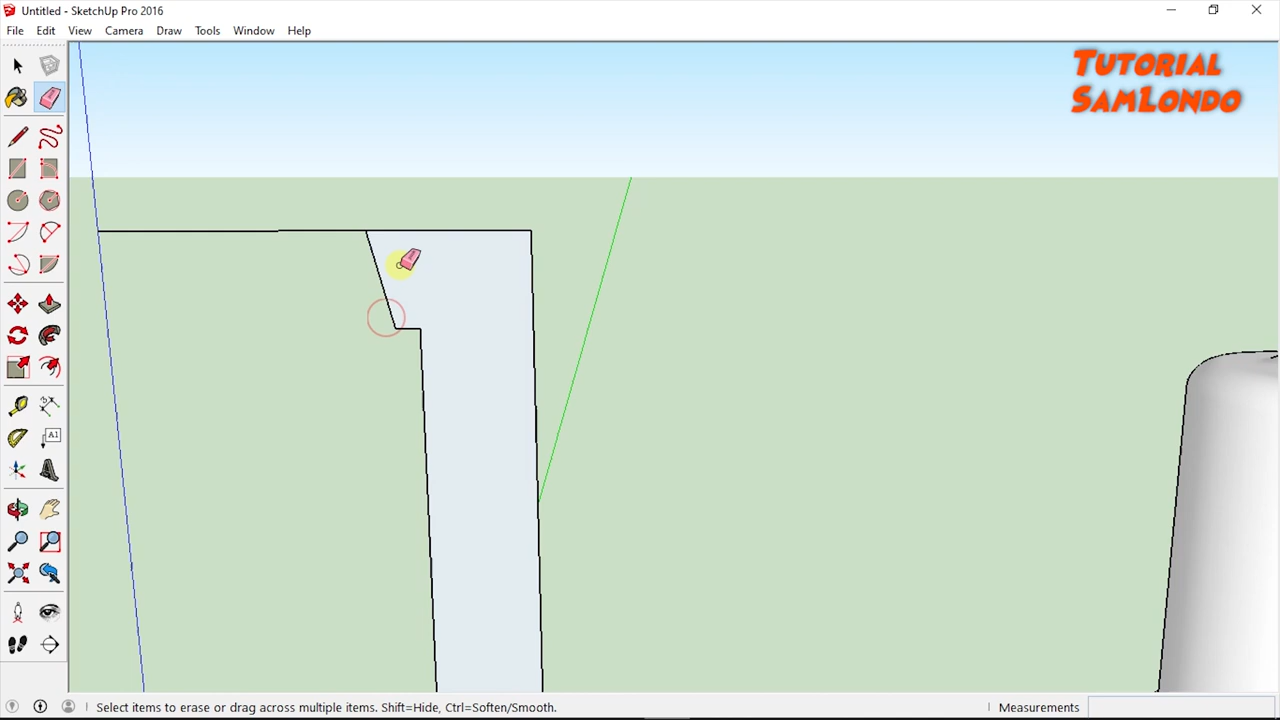 Untitled - SketchUp Pro 2016
File Edit View Camera Draw Tools Window Help
TUTORIAL
SAMLONDO
A1
Select items to erase or drag across multiple items. Shift=Hide, Ctrl=Soften/Smooth.
Measurements